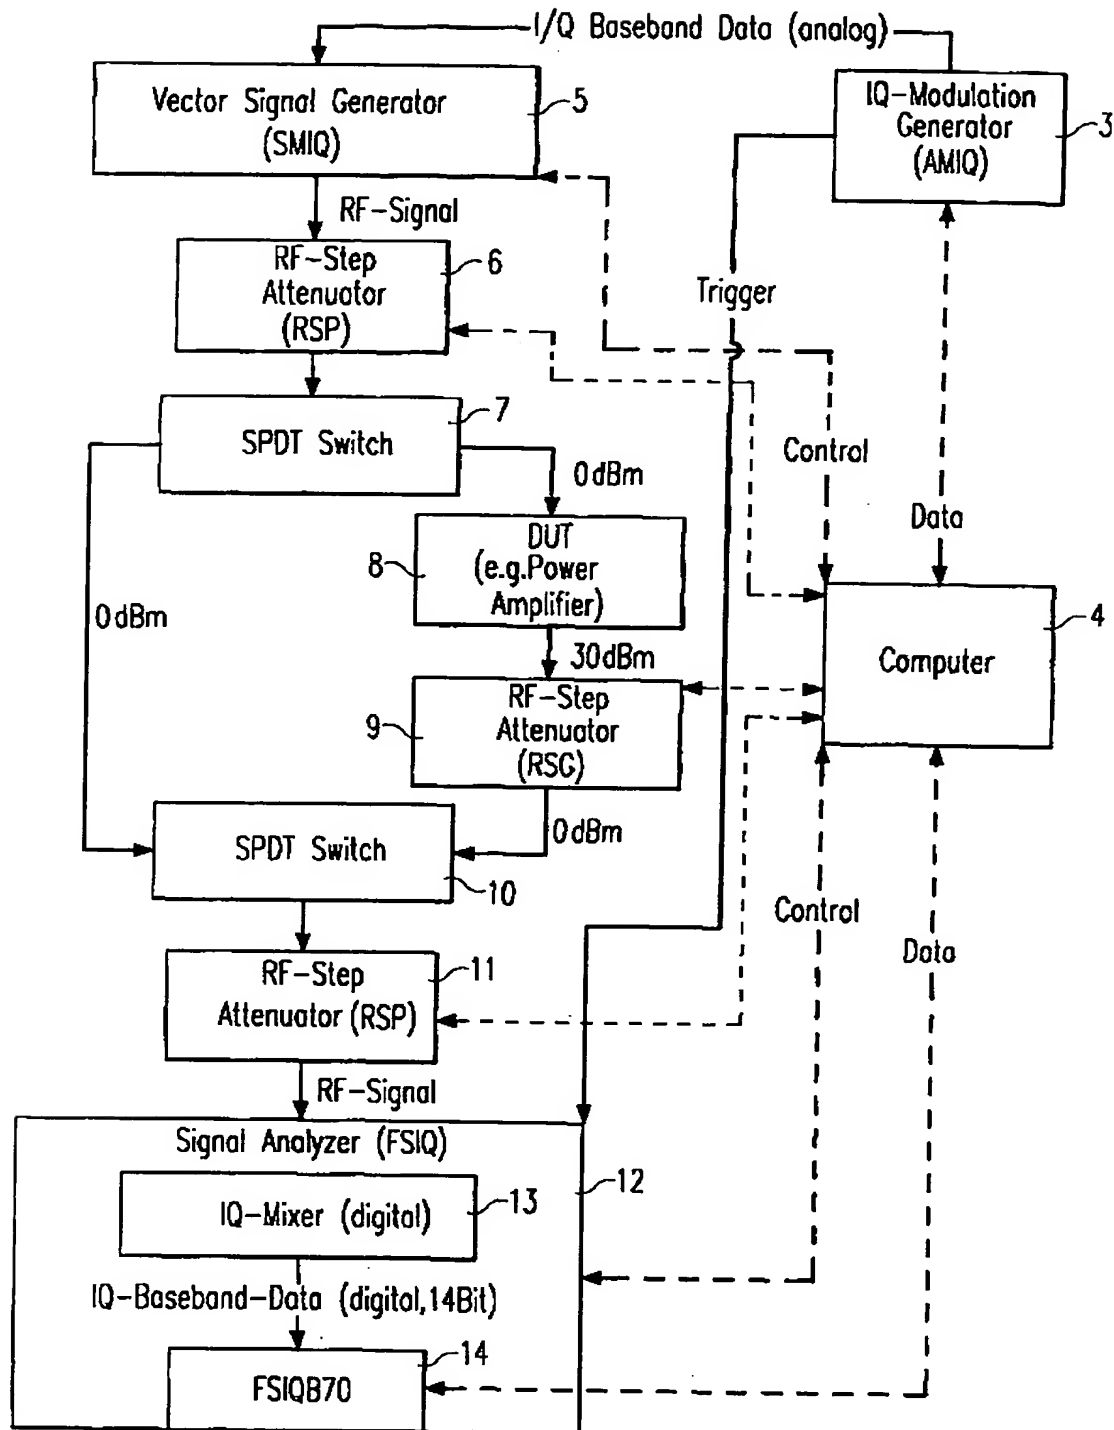 I/Q Baseband Data (analog)
Vector Signal Generator
(SMIQ)
5
IQ-Modulation
Generator
(AMIQ)
3
RF-Signal
RF-Step
Attenuator
(RSP)
6
Trigger
SPDT Switch
7
Control
0dBm
Data
DUT
(e.g.Power
Amplifier)
8
0dBm
4
Computer
30dBm
RF-Step
Attenuator
(RSG)
9
0dBm
SPDT Switch
10
Control
Data
RF-Step
Attenuator (RSP)
11
RF-Signal
Signal Analyzer (FSIQ)
12
IQ-Mixer (digital)
13
IQ-Baseband-Data (digital,14Bit)
14
FSIQB70